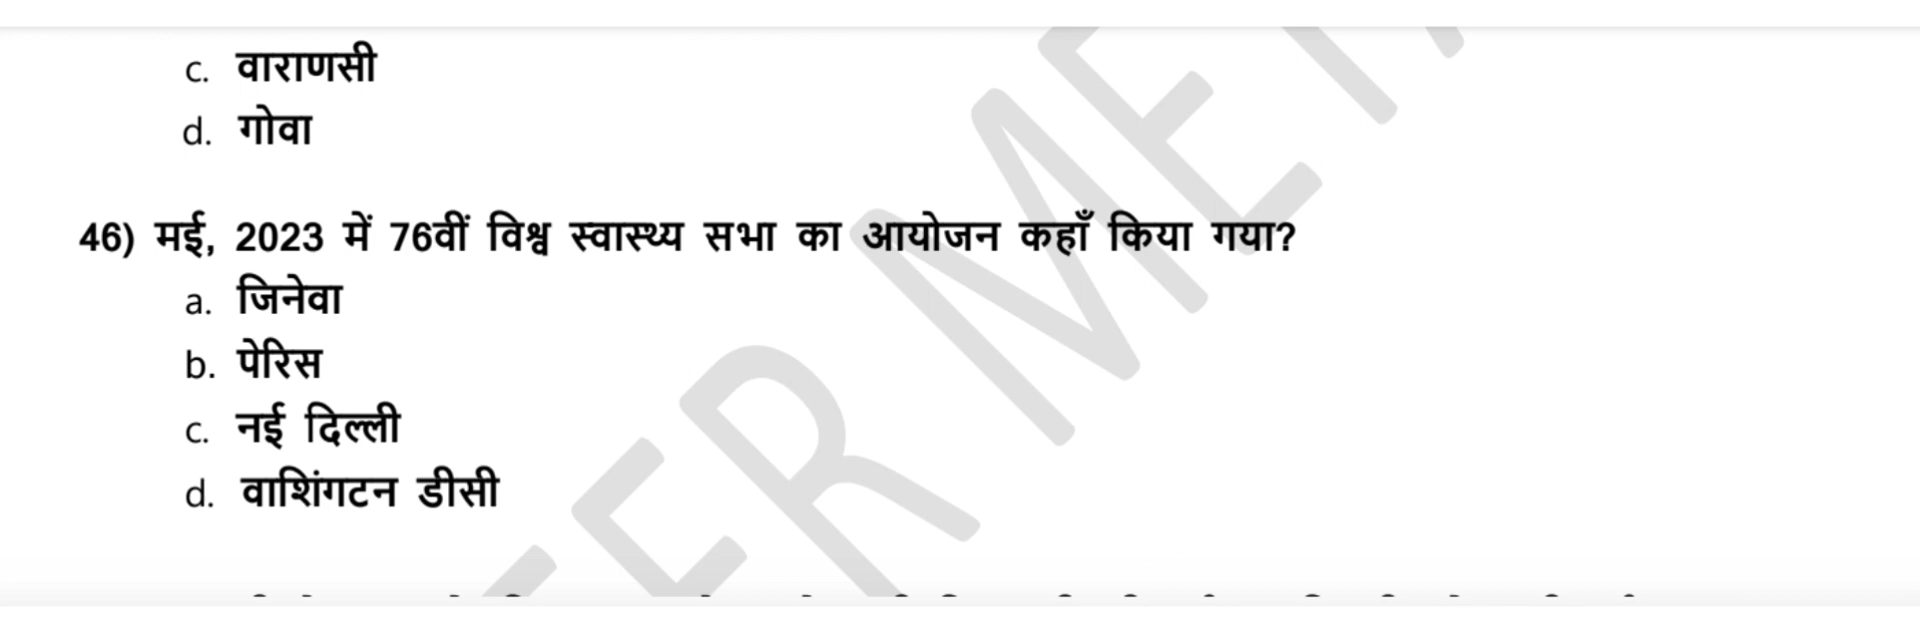 c. वाराणसी
d. गोवा
46) मई, 2023 में 76वीं विश्व स्वास्थ्य सभा का आयोजन कहाँ किया गया?
a. जिनेवा
b. पेरिस
c. नई दिल्ली
d. वाशिंगटन डीसी